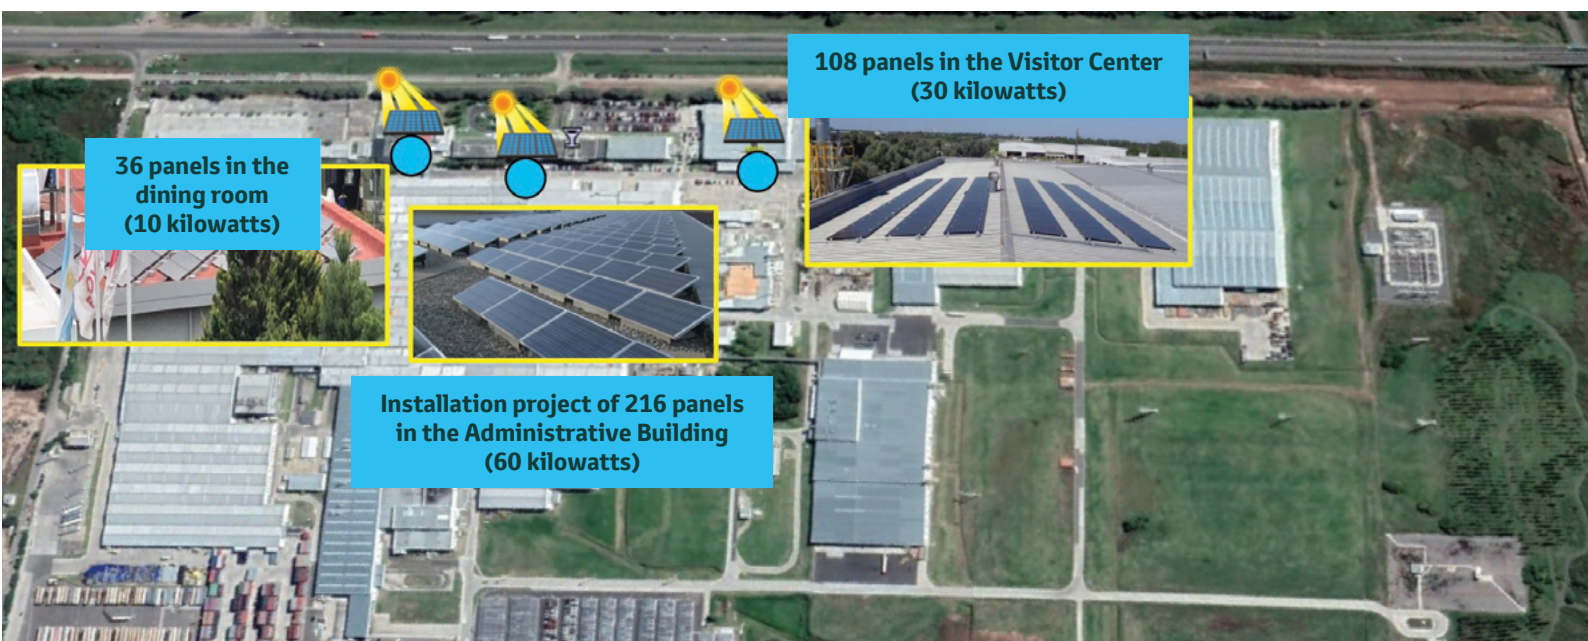 108 panels in the Visitor Center
(30 kilowatts)
36 panels in the
dining room
(10 kilowatts)
Installation project of 216 panels
in the Administrative Building
(60 kilowatts)